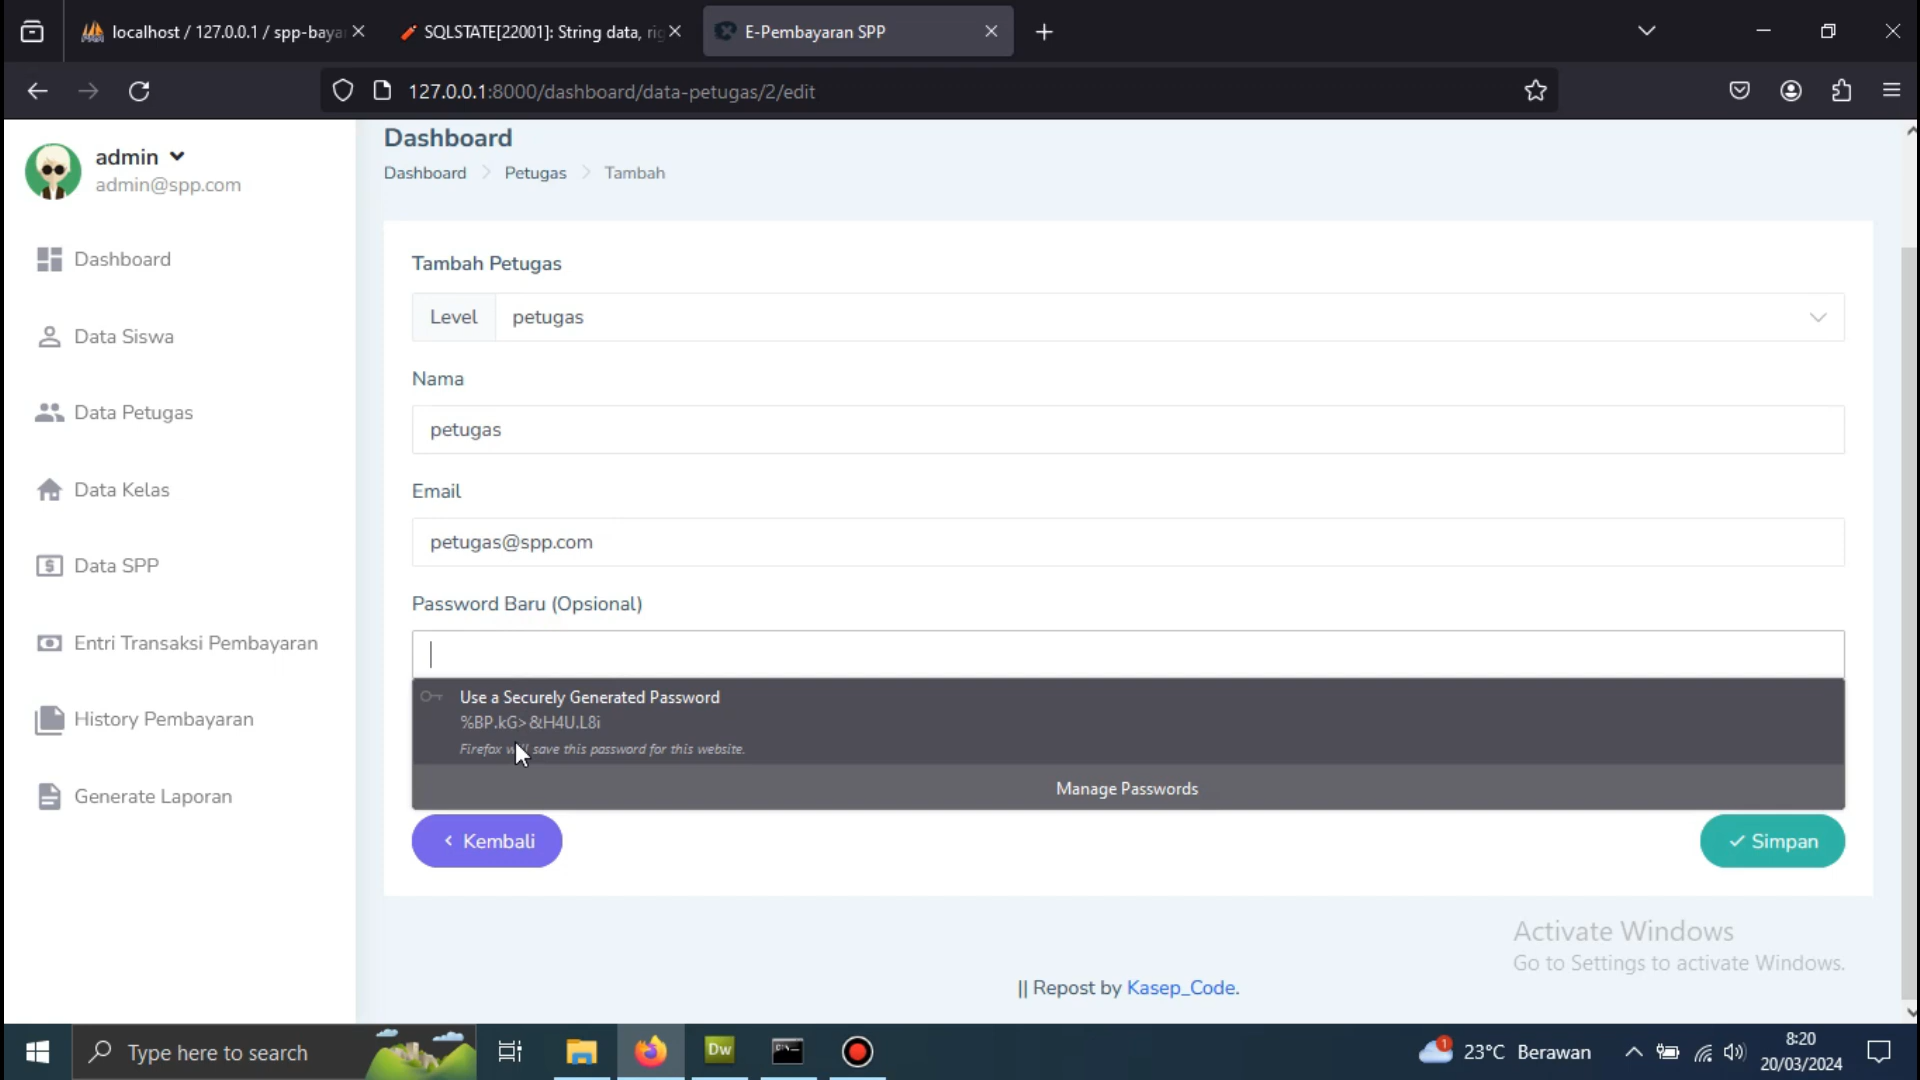 localhost / 127.0.0.1 / spp-baya
SQLSTATE[22001]: String data, rig
E-Pembayaran SPP
127.0.0.1:8000/dashboard/data-petugas/2/edit
admin
admin@spp.com
Dashboard
Data Siswa
Data Petugas
Data Kelas
Data SPP
Entri Transaksi Pembayaran
History Pembayaran
Generate Laporan
Dashboard
Dashboard Petugas Tambah
Tambah Petugas
Level petugas
Nama
petugas
Email
petugas@spp.com
Password Baru (Opsional)
Use a Securely Generated Password
%BP.kG>&H4U.L8i
Firefox will save this password for this website.
Manage Passwords
Kembali
Simpan
Activate Windows
Go to Settings to activate Windows.
|| Repost by Kasep_Code.
Type here to search
Dw
1
23°C Berawan
8:20
20/03/2024